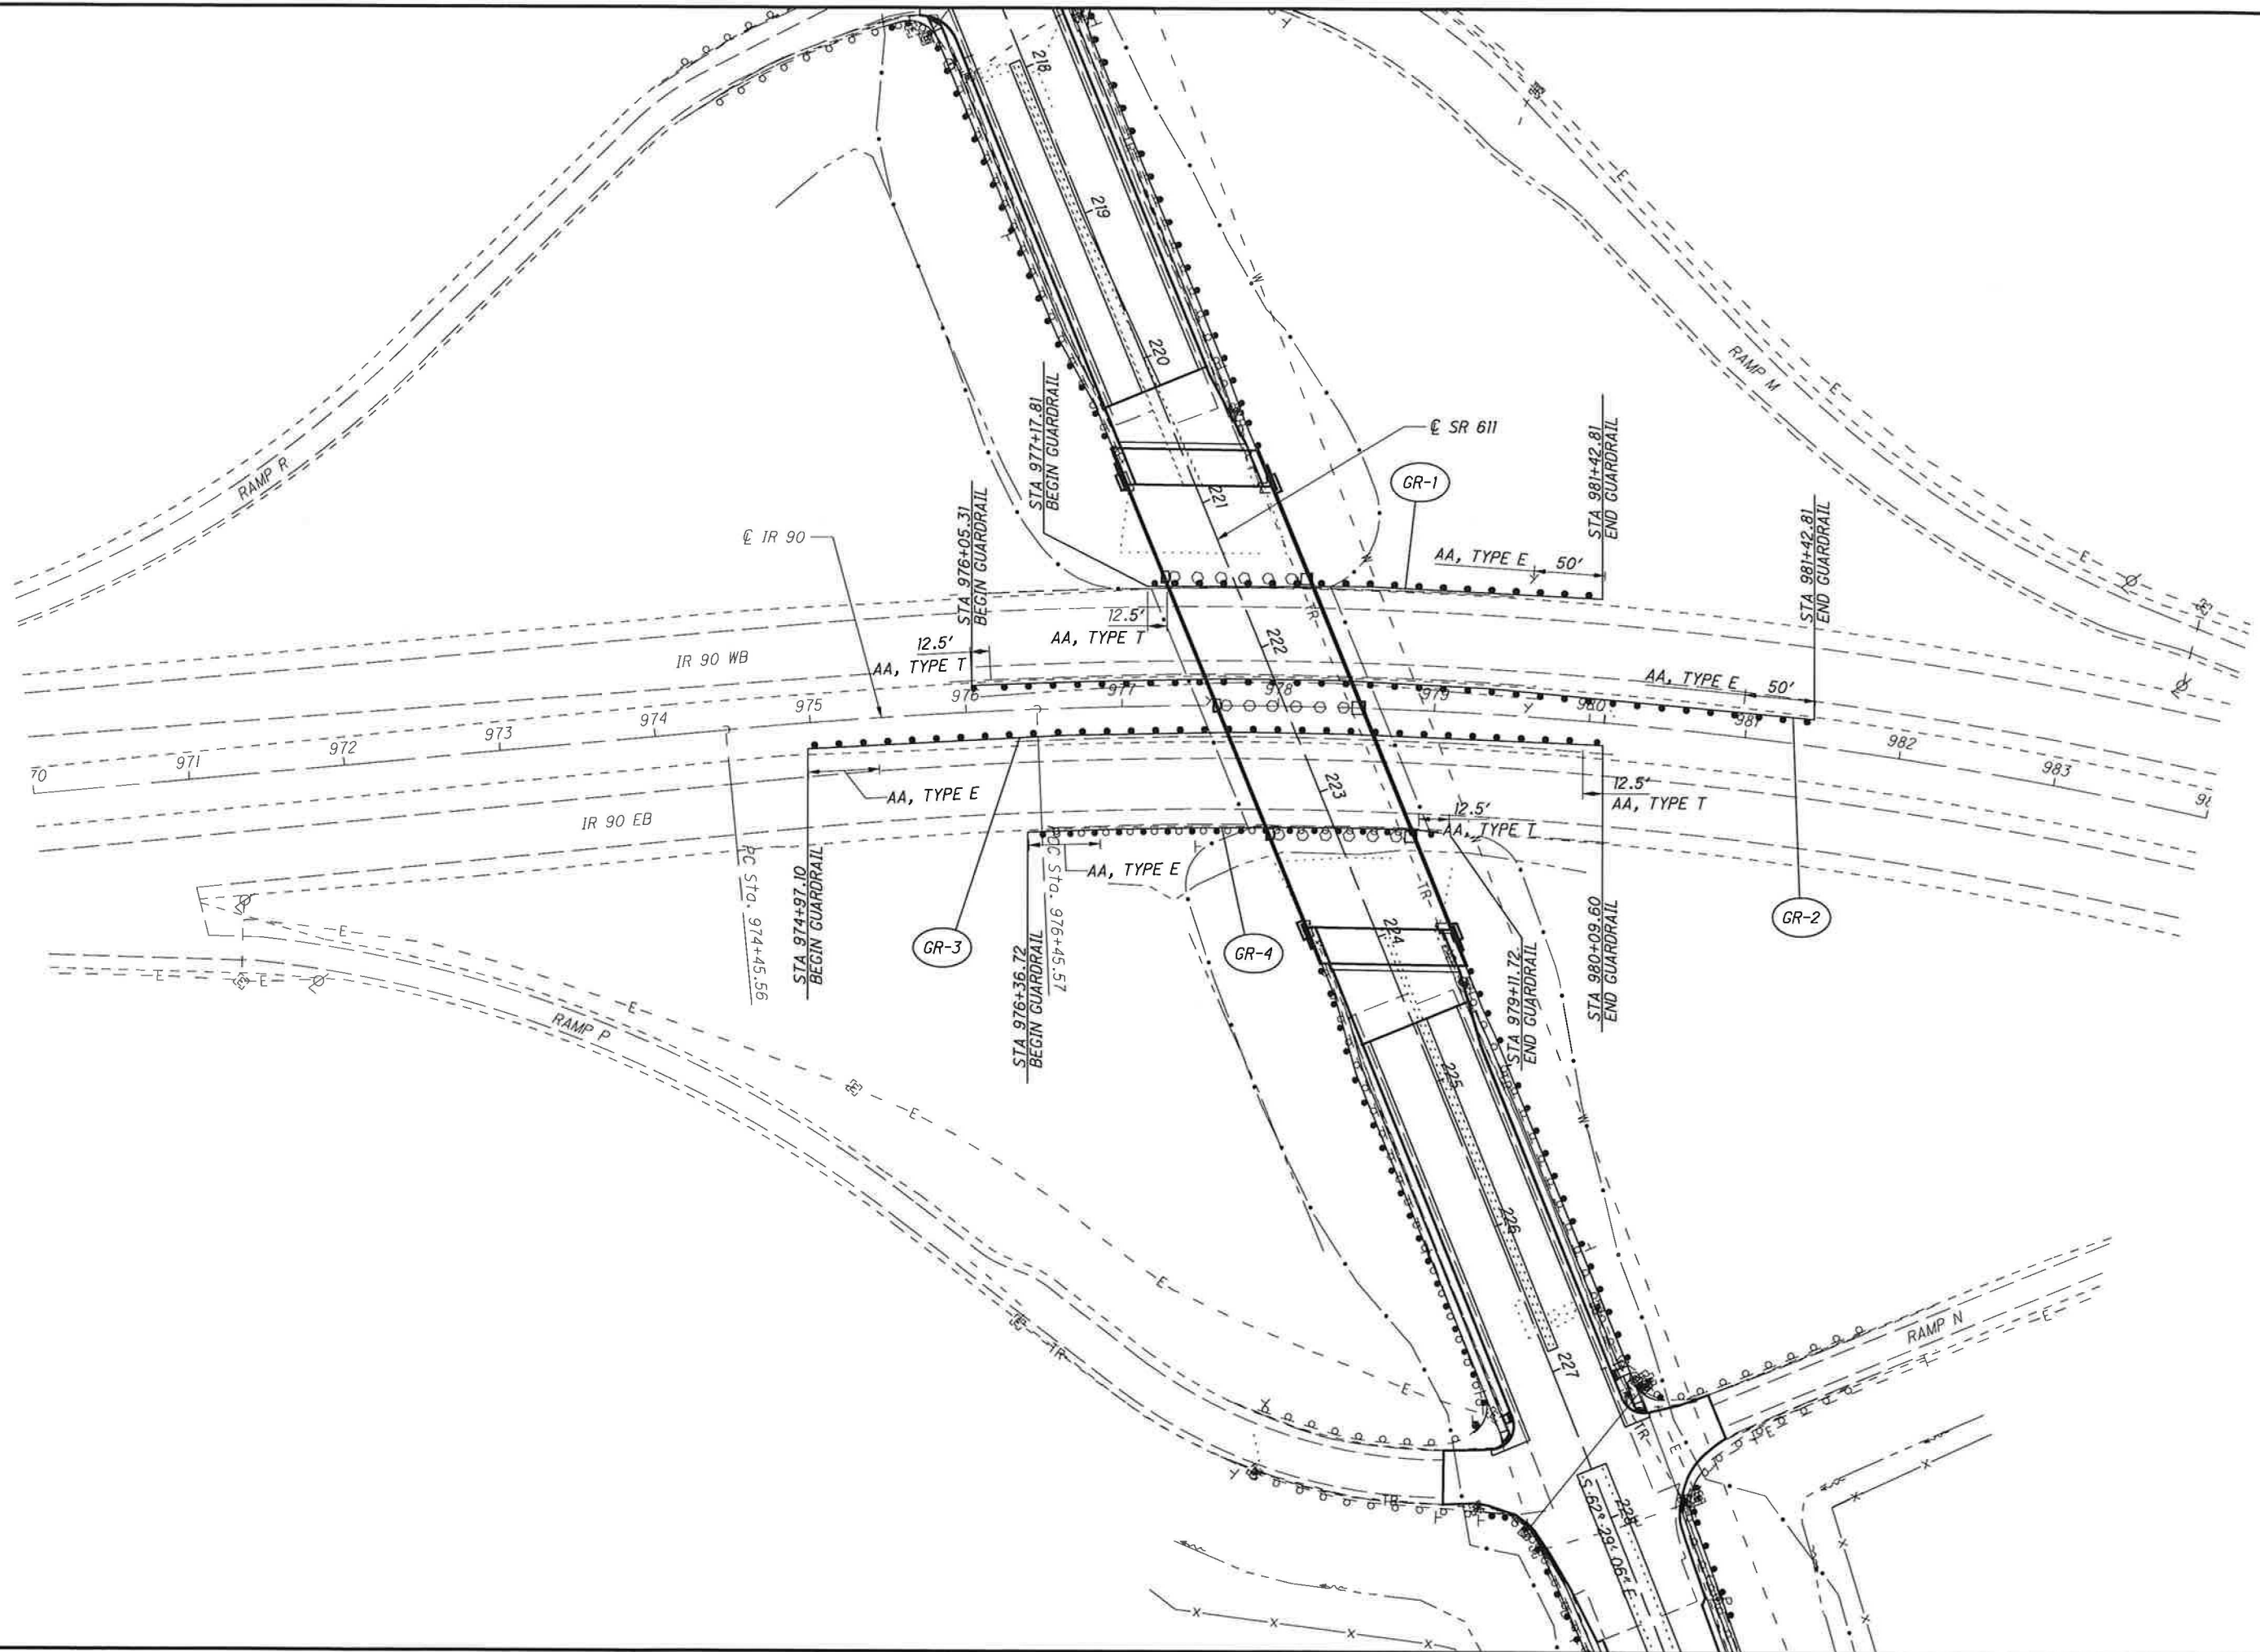 218
219
220
221
222
223
224
225
226
227
228
RAMP R
RAMP M
℄ SR 611
℄ IR 90
STA 977+17.81
BEGIN GUARDRAIL
STA 976+05.31
BEGIN GUARDRAIL
GR-1
STA 981+42.81
END GUARDRAIL
AA, TYPE E
50'
STA 981+42.81
END GUARDRAIL
W
W
TR
12.5'
AA, TYPE T
12.5'
AA, TYPE T
IR 90 WB
AA, TYPE E
50'
70
971
972
973
974
975
976
977
978
979
980
981
982
983
AA, TYPE E
12.5'
AA, TYPE T
IR 90 EB
12.5'
AA, TYPE T
AA, TYPE E
PC Sta. 974+45.56
STA 974+97.10
BEGIN GUARDRAIL
GR-3
STA 976+36.72
BEGIN GUARDRAIL
976+45.57
GR-4
TR
STA 979+11.72
END GUARDRAIL
STA 980+09.60
END GUARDRAIL
GR-2
E
E
RAMP P
E
E
TR
E
E
W
RAMP N
E
TR
TR
E
S 62° 29' 06" E